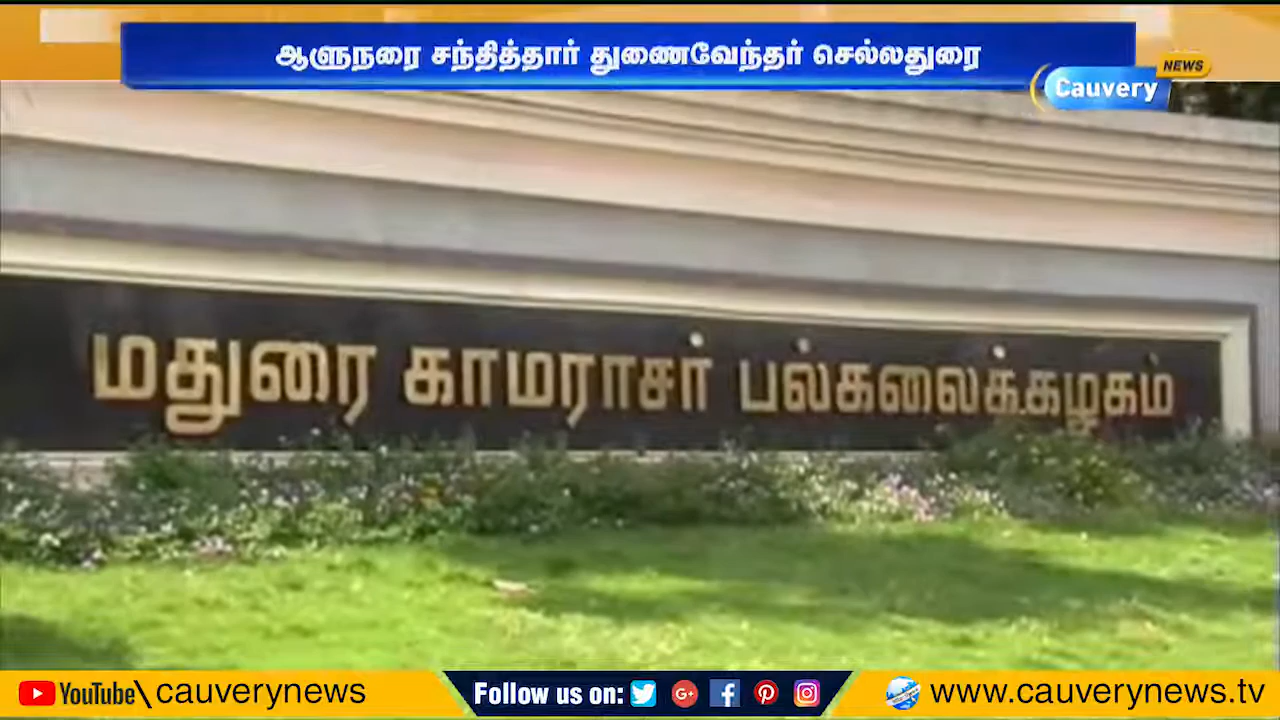 ஆளுநரை சந்தித்தார் துணைவேந்தர் செல்லதுரை
NEWS
Cauvery
மதுரை காமராசர் பல்கலைக்கழகம்
YouTube\cauverynews
Follow us on:
www.cauverynews.tv